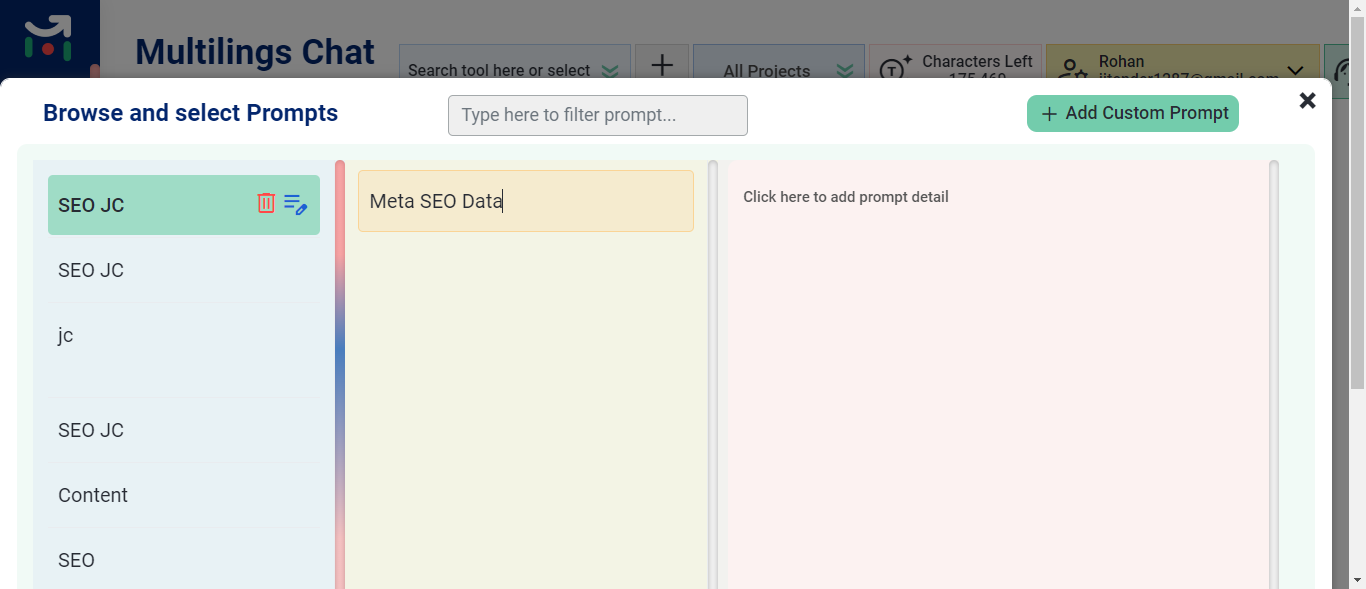 Multilings Chat
Search tool here or select
All Projects
Characters Left
175,469
Rohan
jitender1287@gmail.com
Browse and select Prompts
Type here to filter prompt...
+ Add Custom Prompt
SEO JC
SEO JC
jc
SEO JC
Content
SEO
Meta SEO Data
Click here to add prompt detail